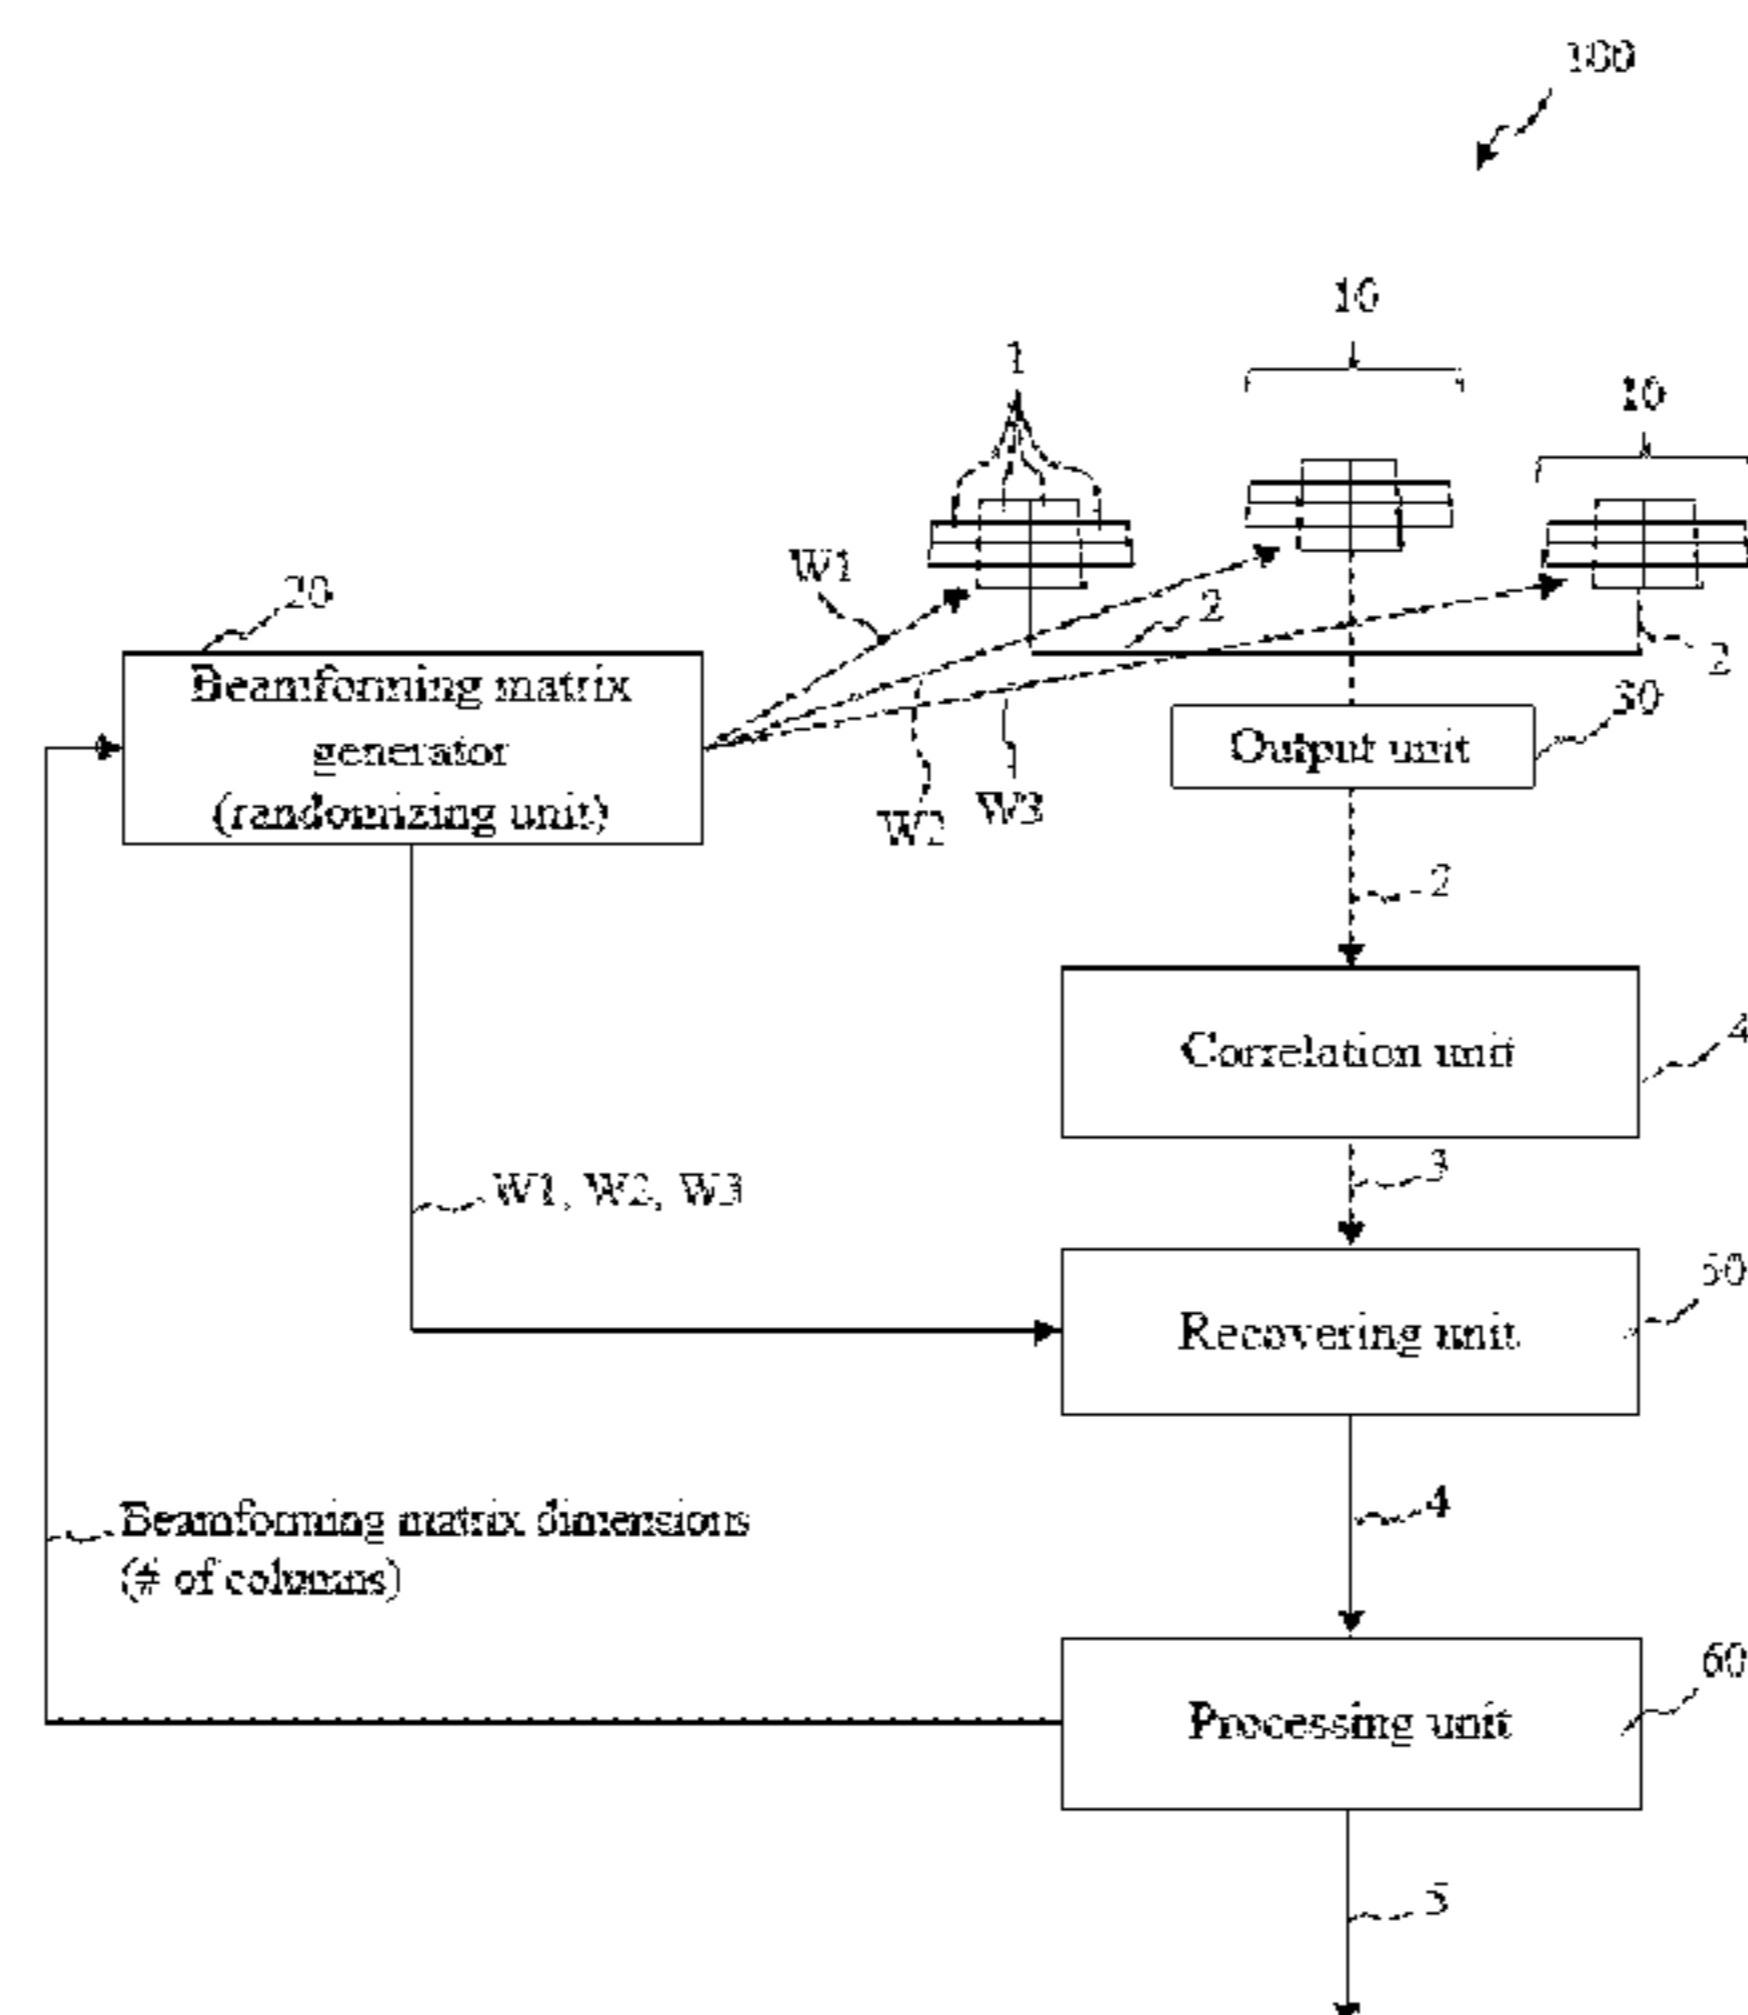 100
10
1
10
W1
2
20
2
Beamforming matrix
generator
(randomizing unit)
30
Output unit
W2
W3
2
4
Correlation unit
3
W1, W2, W3
50
Recovering unit
4
Beamforming matrix dimensions
(# of columns)
60
Processing unit
5